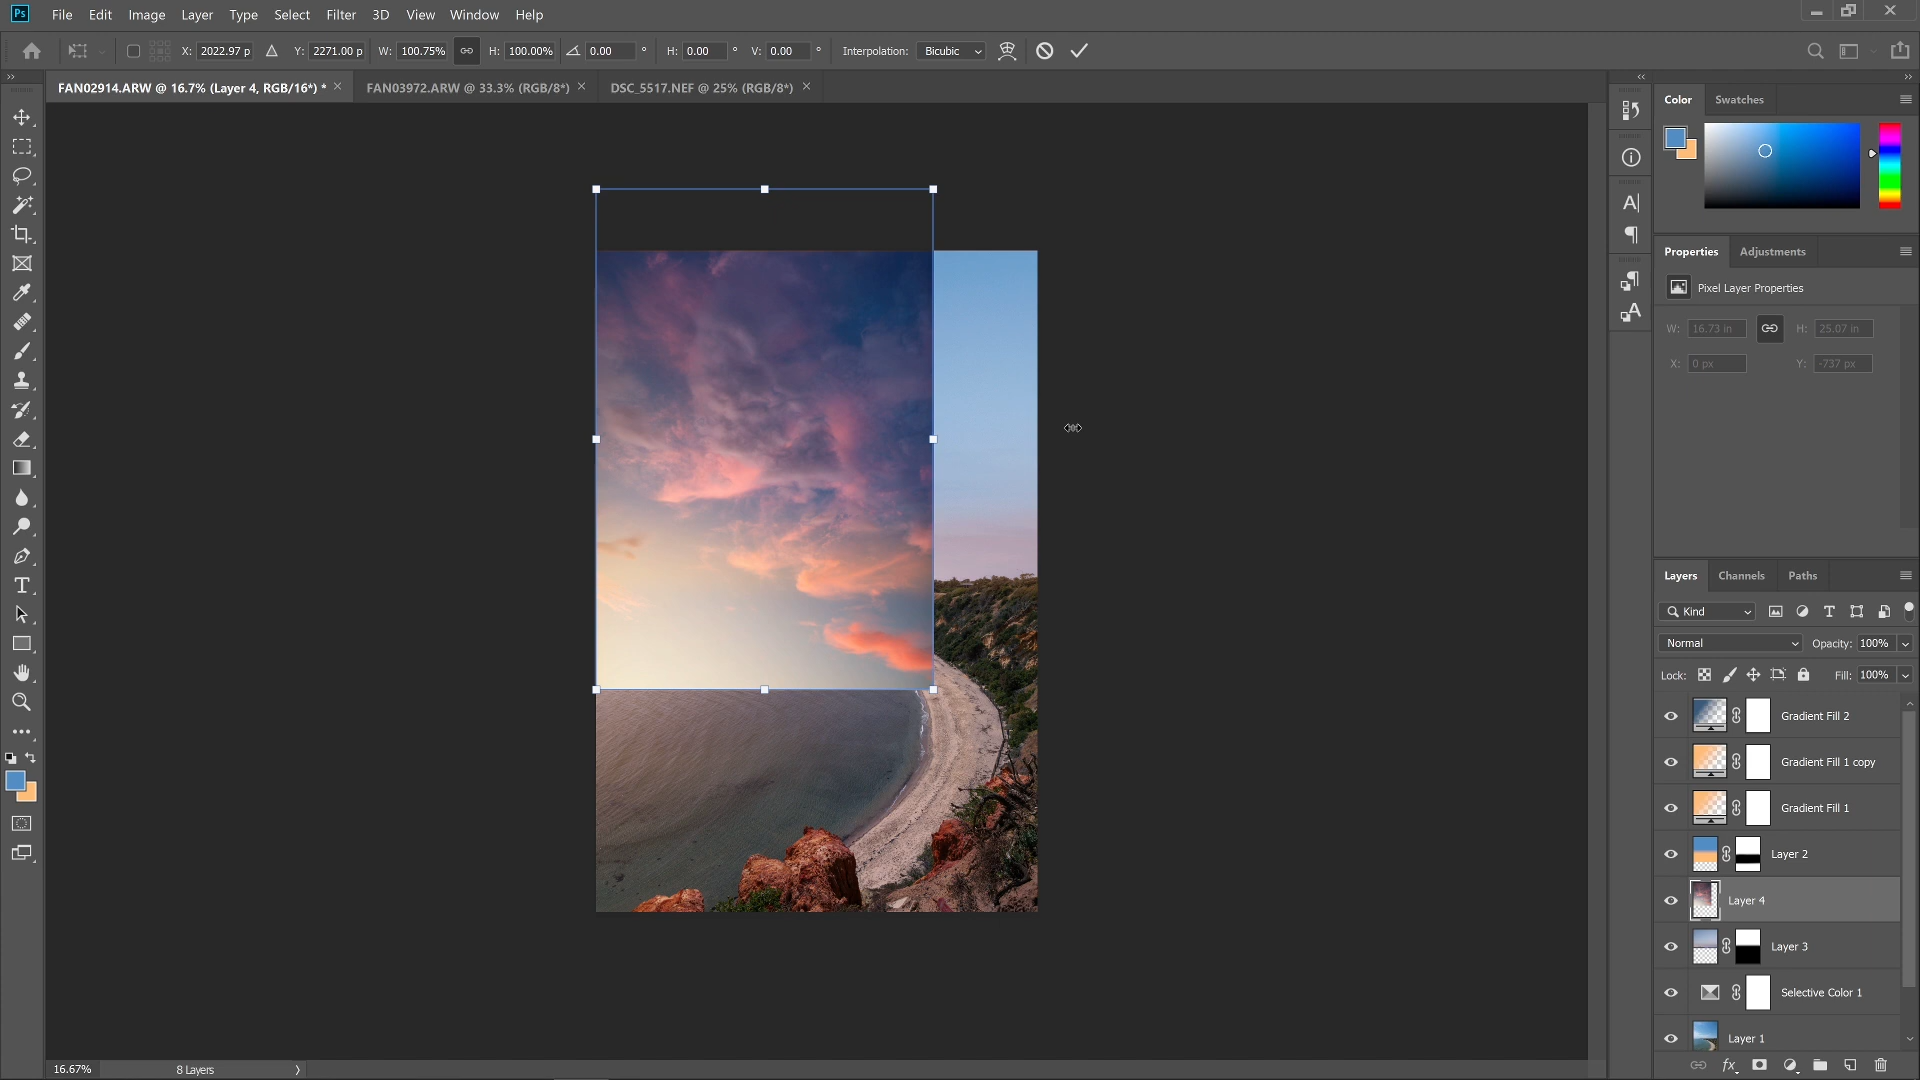 Ps File Edit Image Layer Type Select Filter 3D View Window Help
X: 2022.97 p Y: 2271.00 p W: 100.75% H: 100.00% 0.00 ° H: 0.00 ° V: 0.00 ° Interpolation: Bicubic
FAN02914.ARW @ 16.7% (Layer 4, RGB/16*) * × FAN03972.ARW @ 33.3% (RGB/8*) × DSC_5517.NEF @ 25% (RGB/8*) ×
Color Swatches
Properties Adjustments
Pixel Layer Properties
W: 16.73 in H: 25.07 in
X: 0 px Y: -737 px
Layers Channels Paths
Kind
Normal Opacity: 100%
Lock: Fill: 100%
Gradient Fill 2
Gradient Fill 1 copy
Gradient Fill 1
Layer 2
Layer 4
Layer 3
Selective Color 1
Layer 1
16.67% 8 Layers